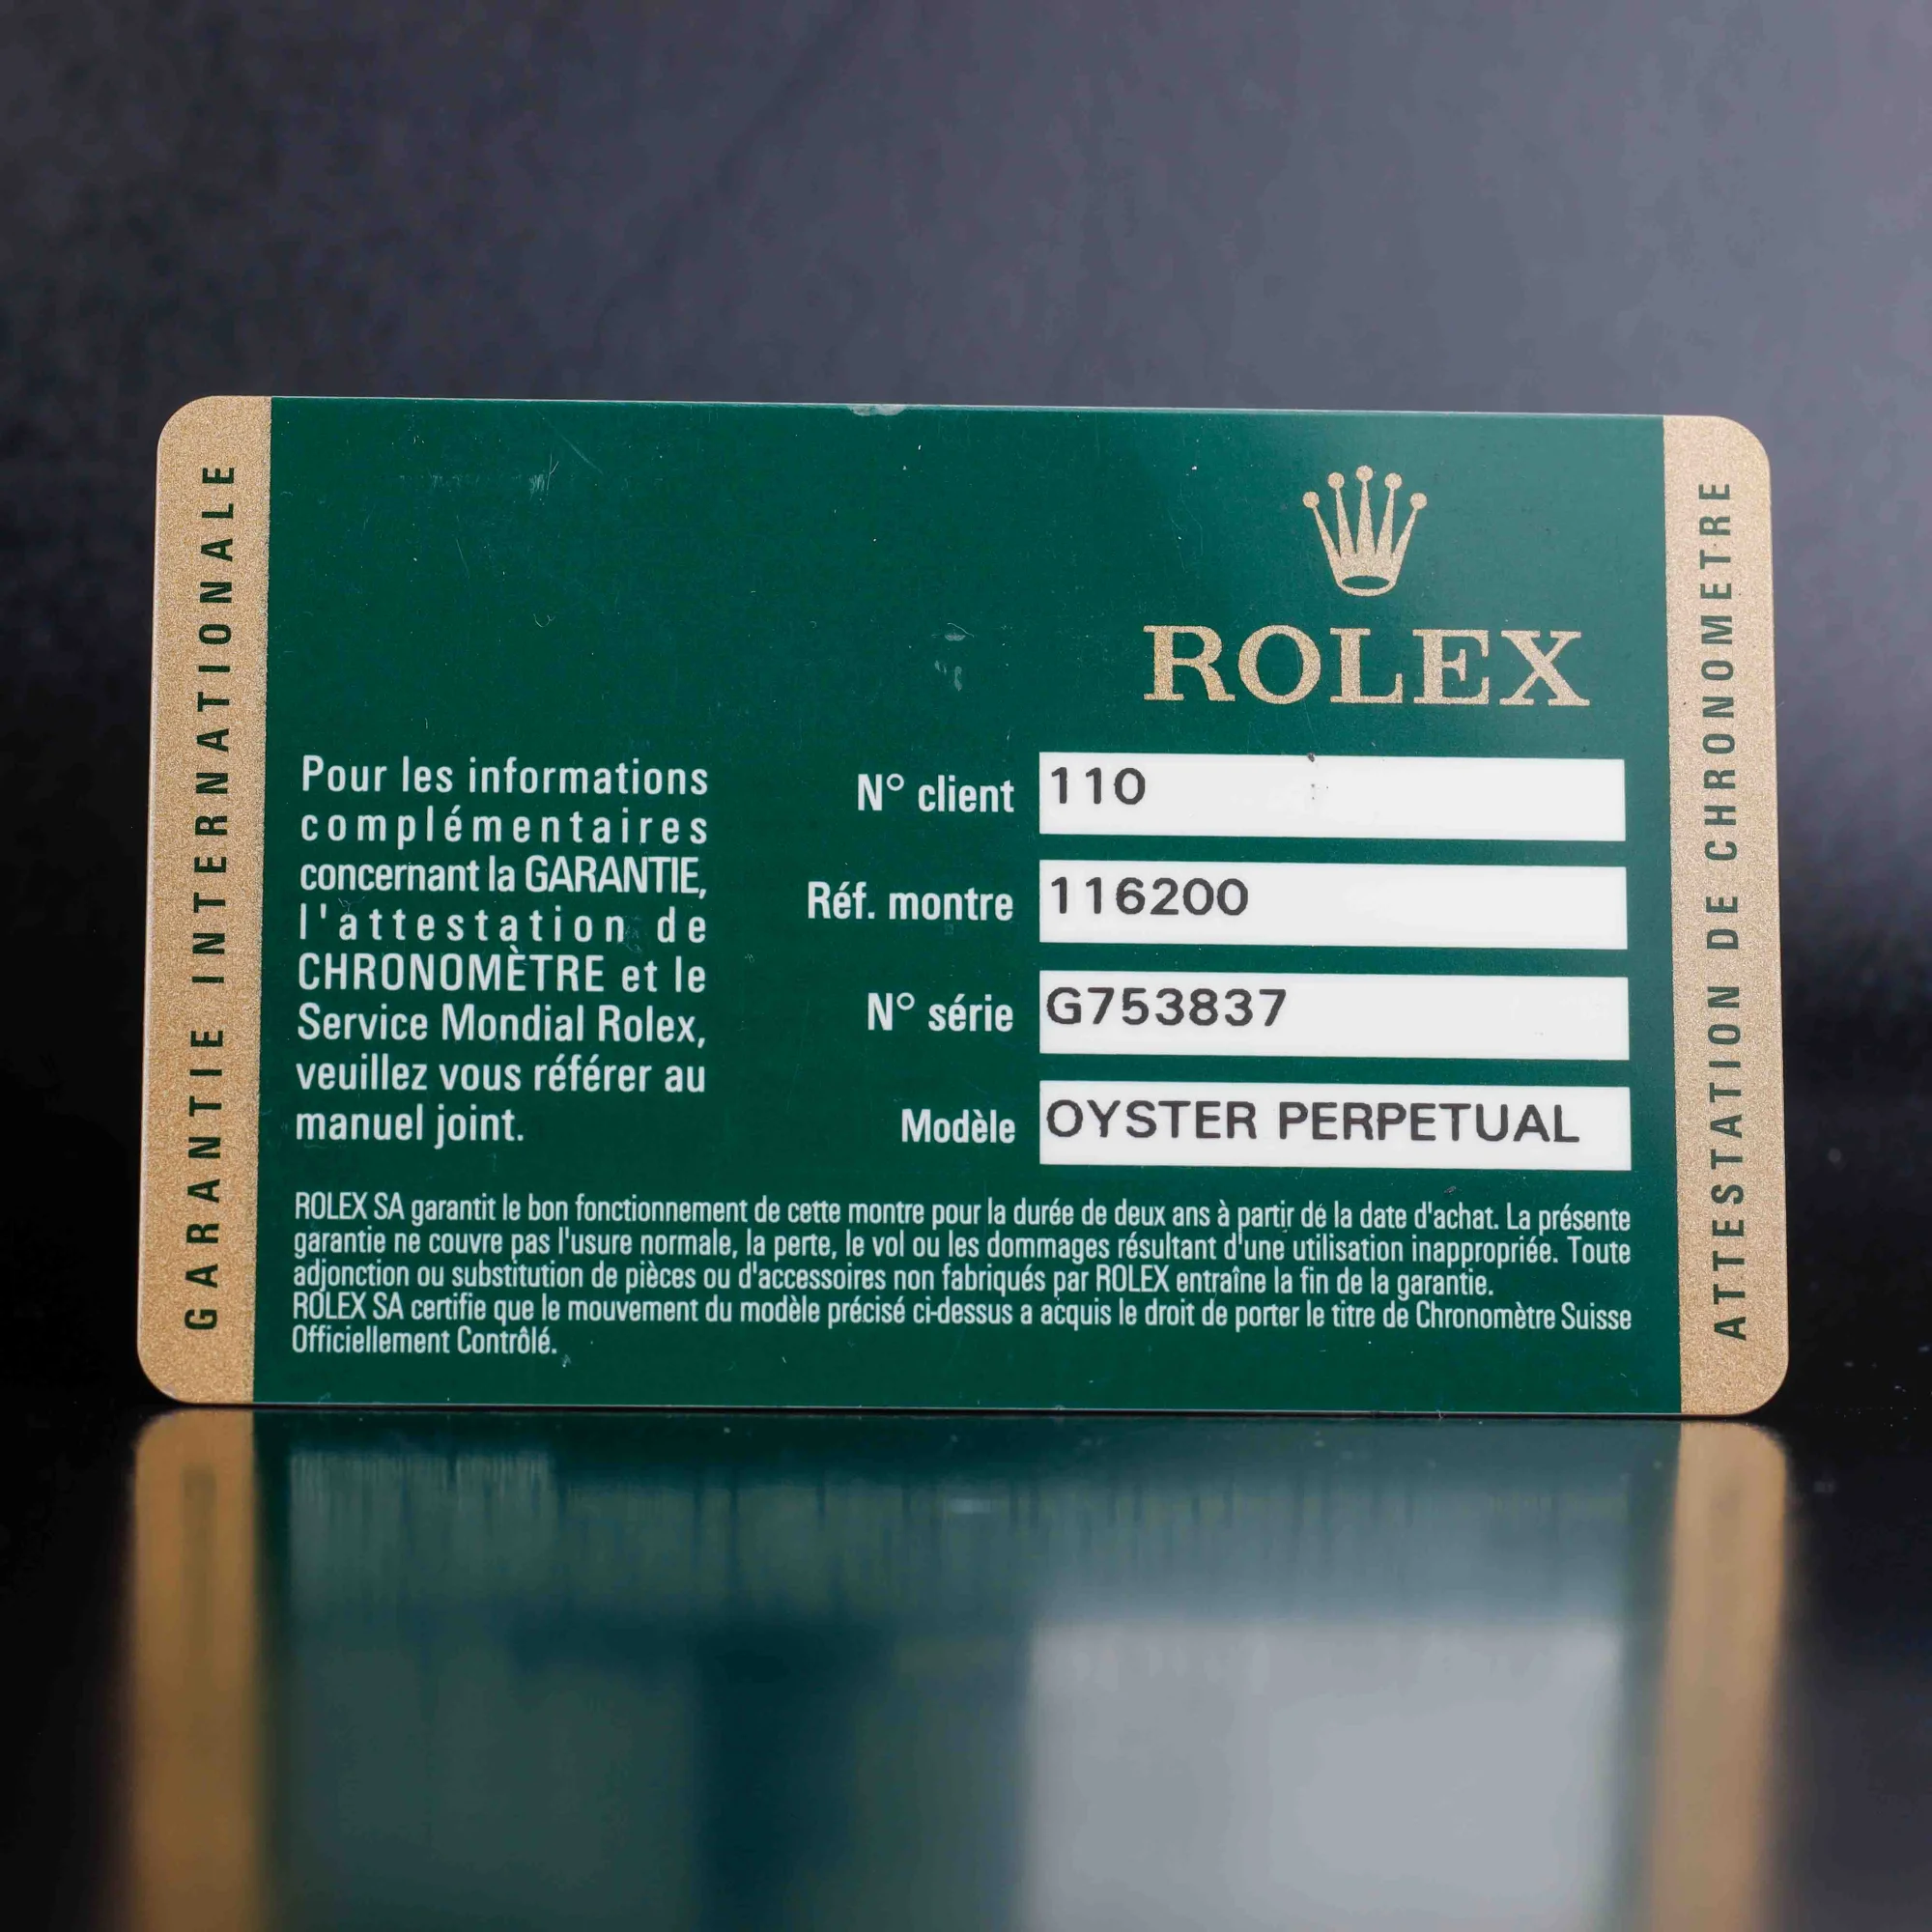 GARANTIE INTERNATIONALE
ROLEX
Pour les informations
complémentaires
concernant la GARANTIE,
l'attestation de
CHRONOMÈTRE et le
Service Mondial Rolex,
veuillez vous référer au
manuel joint.
N° client 110
Réf. montre 116200
N° série G753837
Modèle OYSTER PERPETUAL
ROLEX SA garantit le bon fonctionnement de cette montre pour la durée de deux ans à partir de la date d'achat. La présente
garantie ne couvre pas l'usure normale, la perte, le vol ou les dommages résultant d'une utilisation inappropriée. Toute
adjonction ou substitution de pièces ou d'accessoires non fabriqués par ROLEX entraîne la fin de la garantie.
ROLEX SA certifie que le mouvement du modèle précisé ci-dessus a acquis le droit de porter le titre de Chronomètre Suisse
Officiellement Contrôlé.
ATTESTATION DE CHRONOMETRE